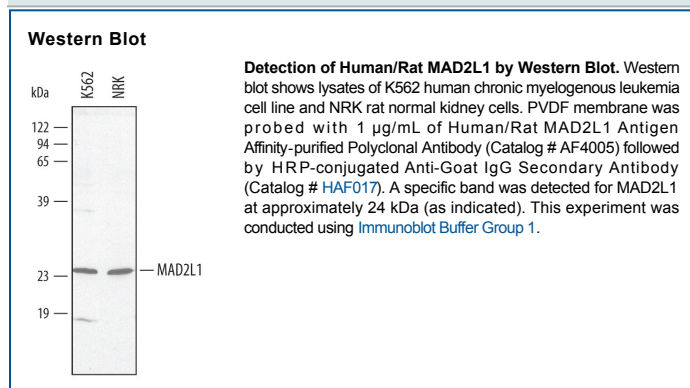 Western Blot
kDa
K562
NRK
122
94
65
39
23
19
MAD2L1
Detection of Human/Rat MAD2L1 by Western Blot. Western
blot shows lysates of K562 human chronic myelogenous leukemia
cell line and NRK rat normal kidney cells. PVDF membrane was
probed with 1 µg/mL of Human/Rat MAD2L1 Antigen
Affinity-purified Polyclonal Antibody (Catalog # AF4005) followed
by HRP-conjugated Anti-Goat IgG Secondary Antibody
(Catalog # HAF017). A specific band was detected for MAD2L1
at approximately 24 kDa (as indicated). This experiment was
conducted using Immunoblot Buffer Group 1.